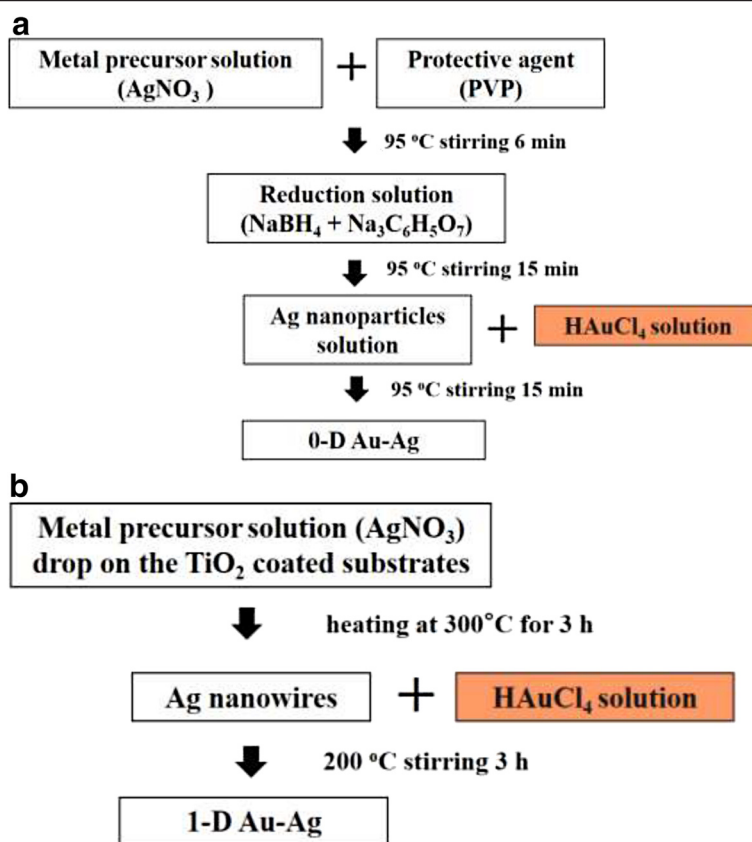 a
Metal precursor solution
(AgNO₃ )
+
Protective agent
(PVP)
95 °C stirring 6 min
Reduction solution
(NaBH₄ + Na₃C₆H₅O₇)
95 °C stirring 15 min
Ag nanoparticles
solution
+
HAuCl₄ solution
95 °C stirring 15 min
0-D Au-Ag
b
Metal precursor solution (AgNO₃)
drop on the TiO₂ coated substrates
heating at 300°C for 3 h
Ag nanowires
+
HAuCl₄ solution
200 °C stirring 3 h
1-D Au-Ag